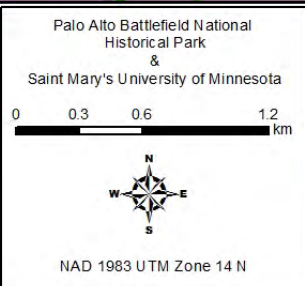 Palo Alto Battlefield National
Historical Park
&
Saint Mary's University of Minnesota
0 0.3 0.6 1.2
km
N
W E
S
NAD 1983 UTM Zone 14 N